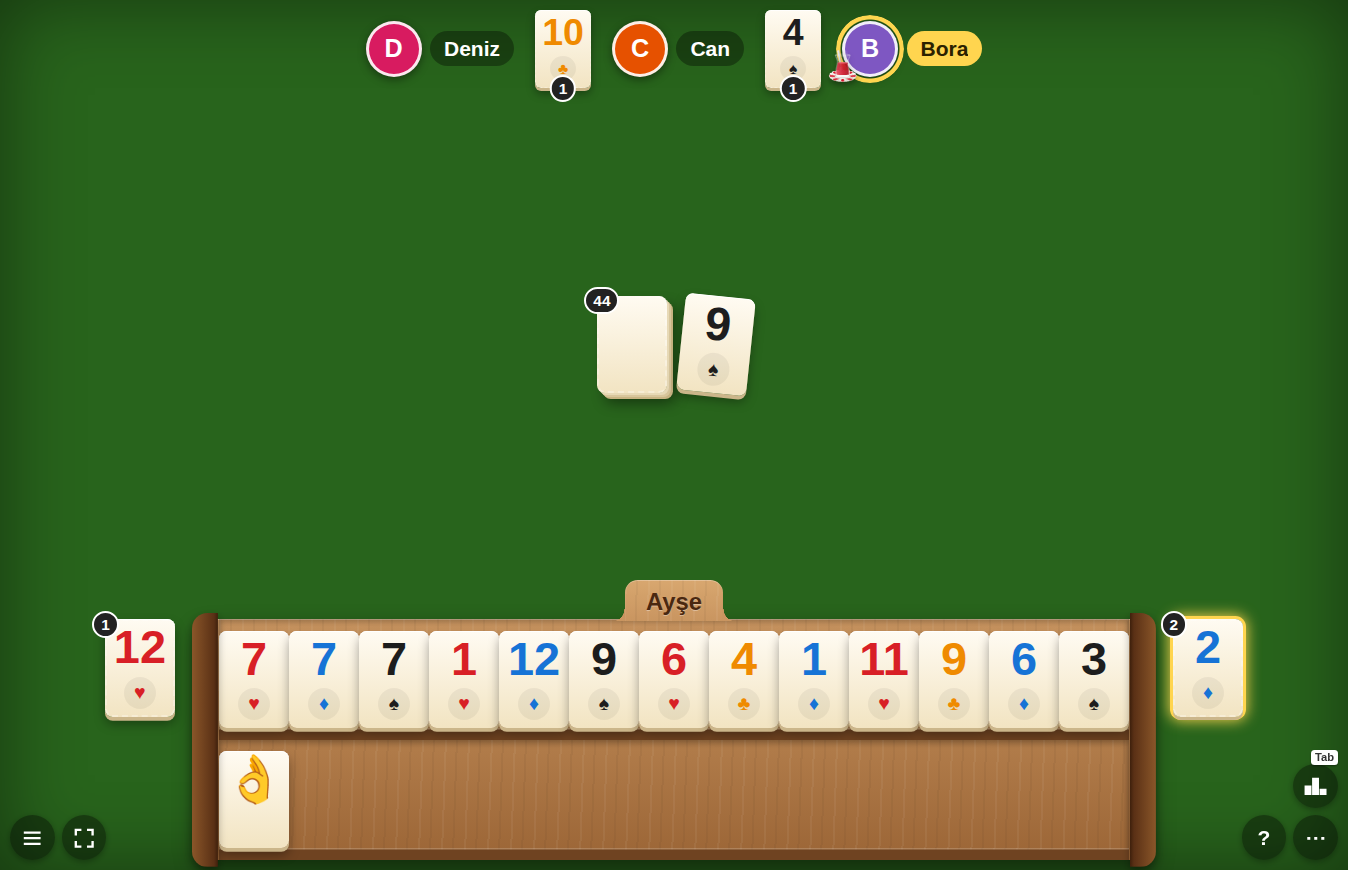 D Deniz 10 ♣ 1 C Can 4 ♠ 1 B Bora
44 9 ♠
Ayşe
1 12 ♥ 7 ♥ 7 ♦ 7 ♠ 1 ♥ 12 ♦ 9 ♠ 6 ♥ 4 ♣ 1 ♦ 11 ♥ 9 ♣ 6 ♦ 3 ♠ 2 2 ♦
Tab
?